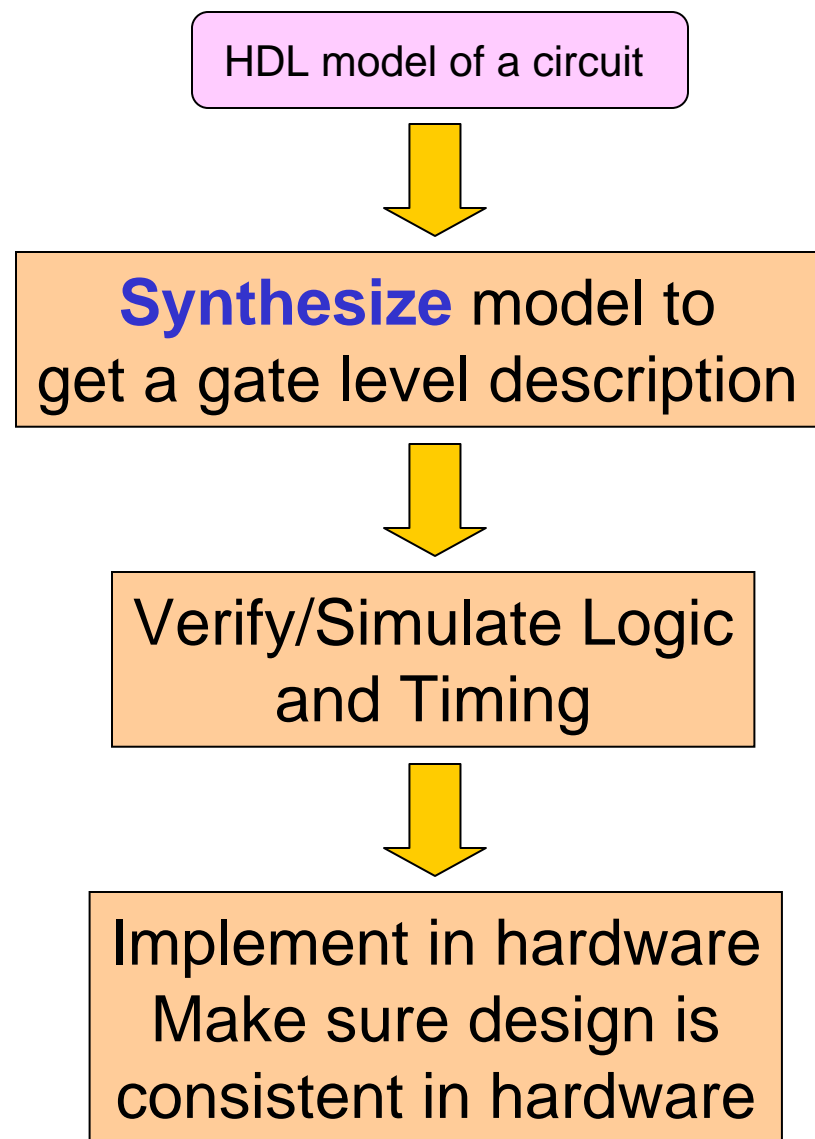 HDL model of a circuit
Synthesize model to
get a gate level description
Verify/Simulate Logic
and Timing
Implement in hardware
Make sure design is
consistent in hardware